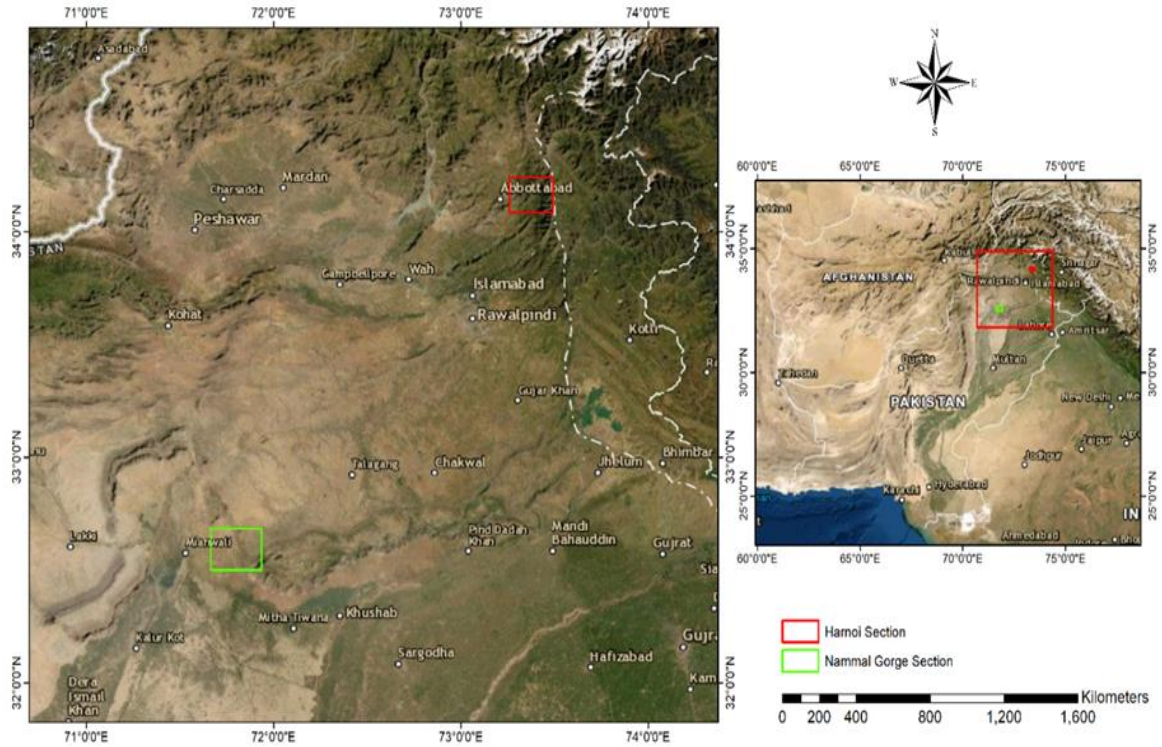 71°0'0"E 72°0'0"E 73°0'0"E 74°0'0"E
Asadabad
Charsadda
Mardan
Peshawar
Abbottabad
34°0'0"N
34°0'0"N
STAN
Campbellpore
Wah
Islamabad
Rawalpindi
Kohat
Kotli
Gujar Khan
33°0'0"N
33°0'0"N
Talagang
Chakwal
Jhelum
Bhimbar
Lakki
Mianwali
Pind Dadan
Khan
Mandi
Bahauddin
Gujrat
Sia
Mitha Tiwana
Khushab
Kalur Kot
Sargodha
Hafizabad
Gujr
Kam
32°0'0"N
32°0'0"N
Dera
Ismail
Khan
71°0'0"E 72°0'0"E 73°0'0"E 74°0'0"E
N
W
E
S
60°0'0"E 65°0'0"E 70°0'0"E 75°0'0"E
ashhad
35°0'0"N
35°0'0"N
Kabul
Srinagar
AFGHANISTAN
Rawalpindi
Islamabad
Lahore
Amritsar
30°0'0"N
30°0'0"N
Zahedan
Quetta
Multan
PAKISTAN
New Delhi
Me
Jaipur
Agr
Jodhpur
25°0'0"N
25°0'0"N
Karachi
Hyderabad
t
IN
Ahmedabad
Bho
60°0'0"E 65°0'0"E 70°0'0"E 75°0'0"E
Harnoi Section
Nammal Gorge Section
Kilometers
0 200 400 800 1,200 1,600